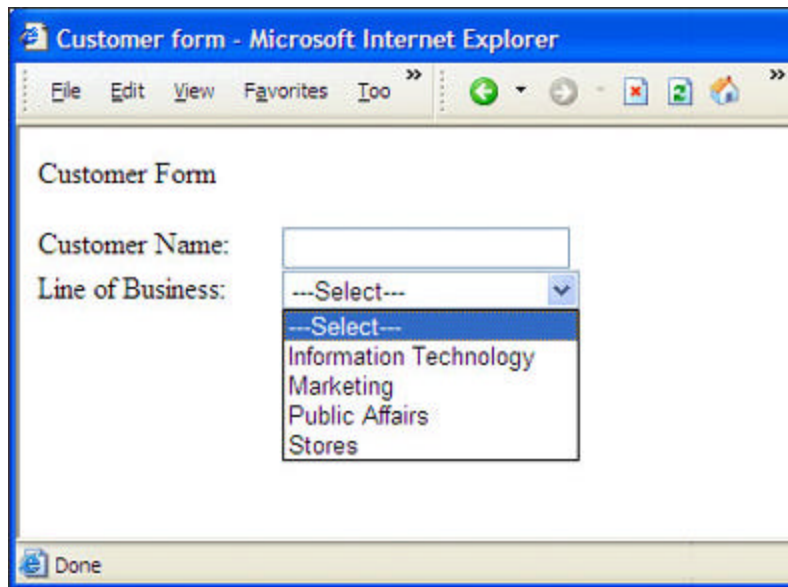 Customer form - Microsoft Internet Explorer
File Edit View Favorites Too »  »
Customer Form
Customer Name:
Line of Business: ---Select---
---Select---
Information Technology
Marketing
Public Affairs
Stores
Done